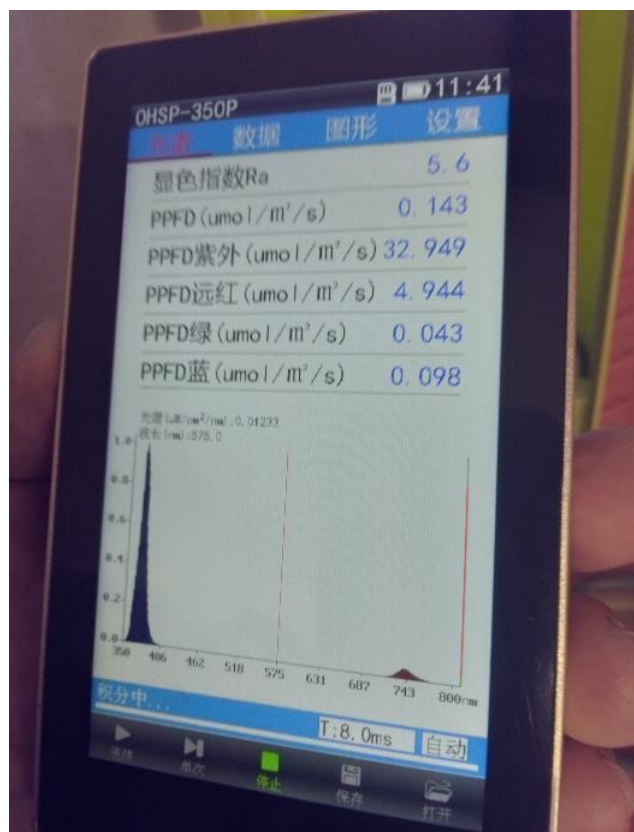 11:41
OHSP-350P
光谱 数据 图形 设置
显色指数Ra 5.6
PPFD(umol/m²/s) 0.143
PPFD紫外(umol/m²/s) 32.949
PPFD远红(umol/m²/s) 4.944
PPFD绿(umol/m²/s) 0.043
PPFD蓝(umol/m²/s) 0.098
光谱(uW/cm²/nm):0.01233
波长(nm):575.0
1.0
0.8
0.6
0.4
0.2
0.0
350 406 462 518 575 631 687 743 800nm
积分中...
T:8.0ms 自动
连续 单次 停止 保存 打开